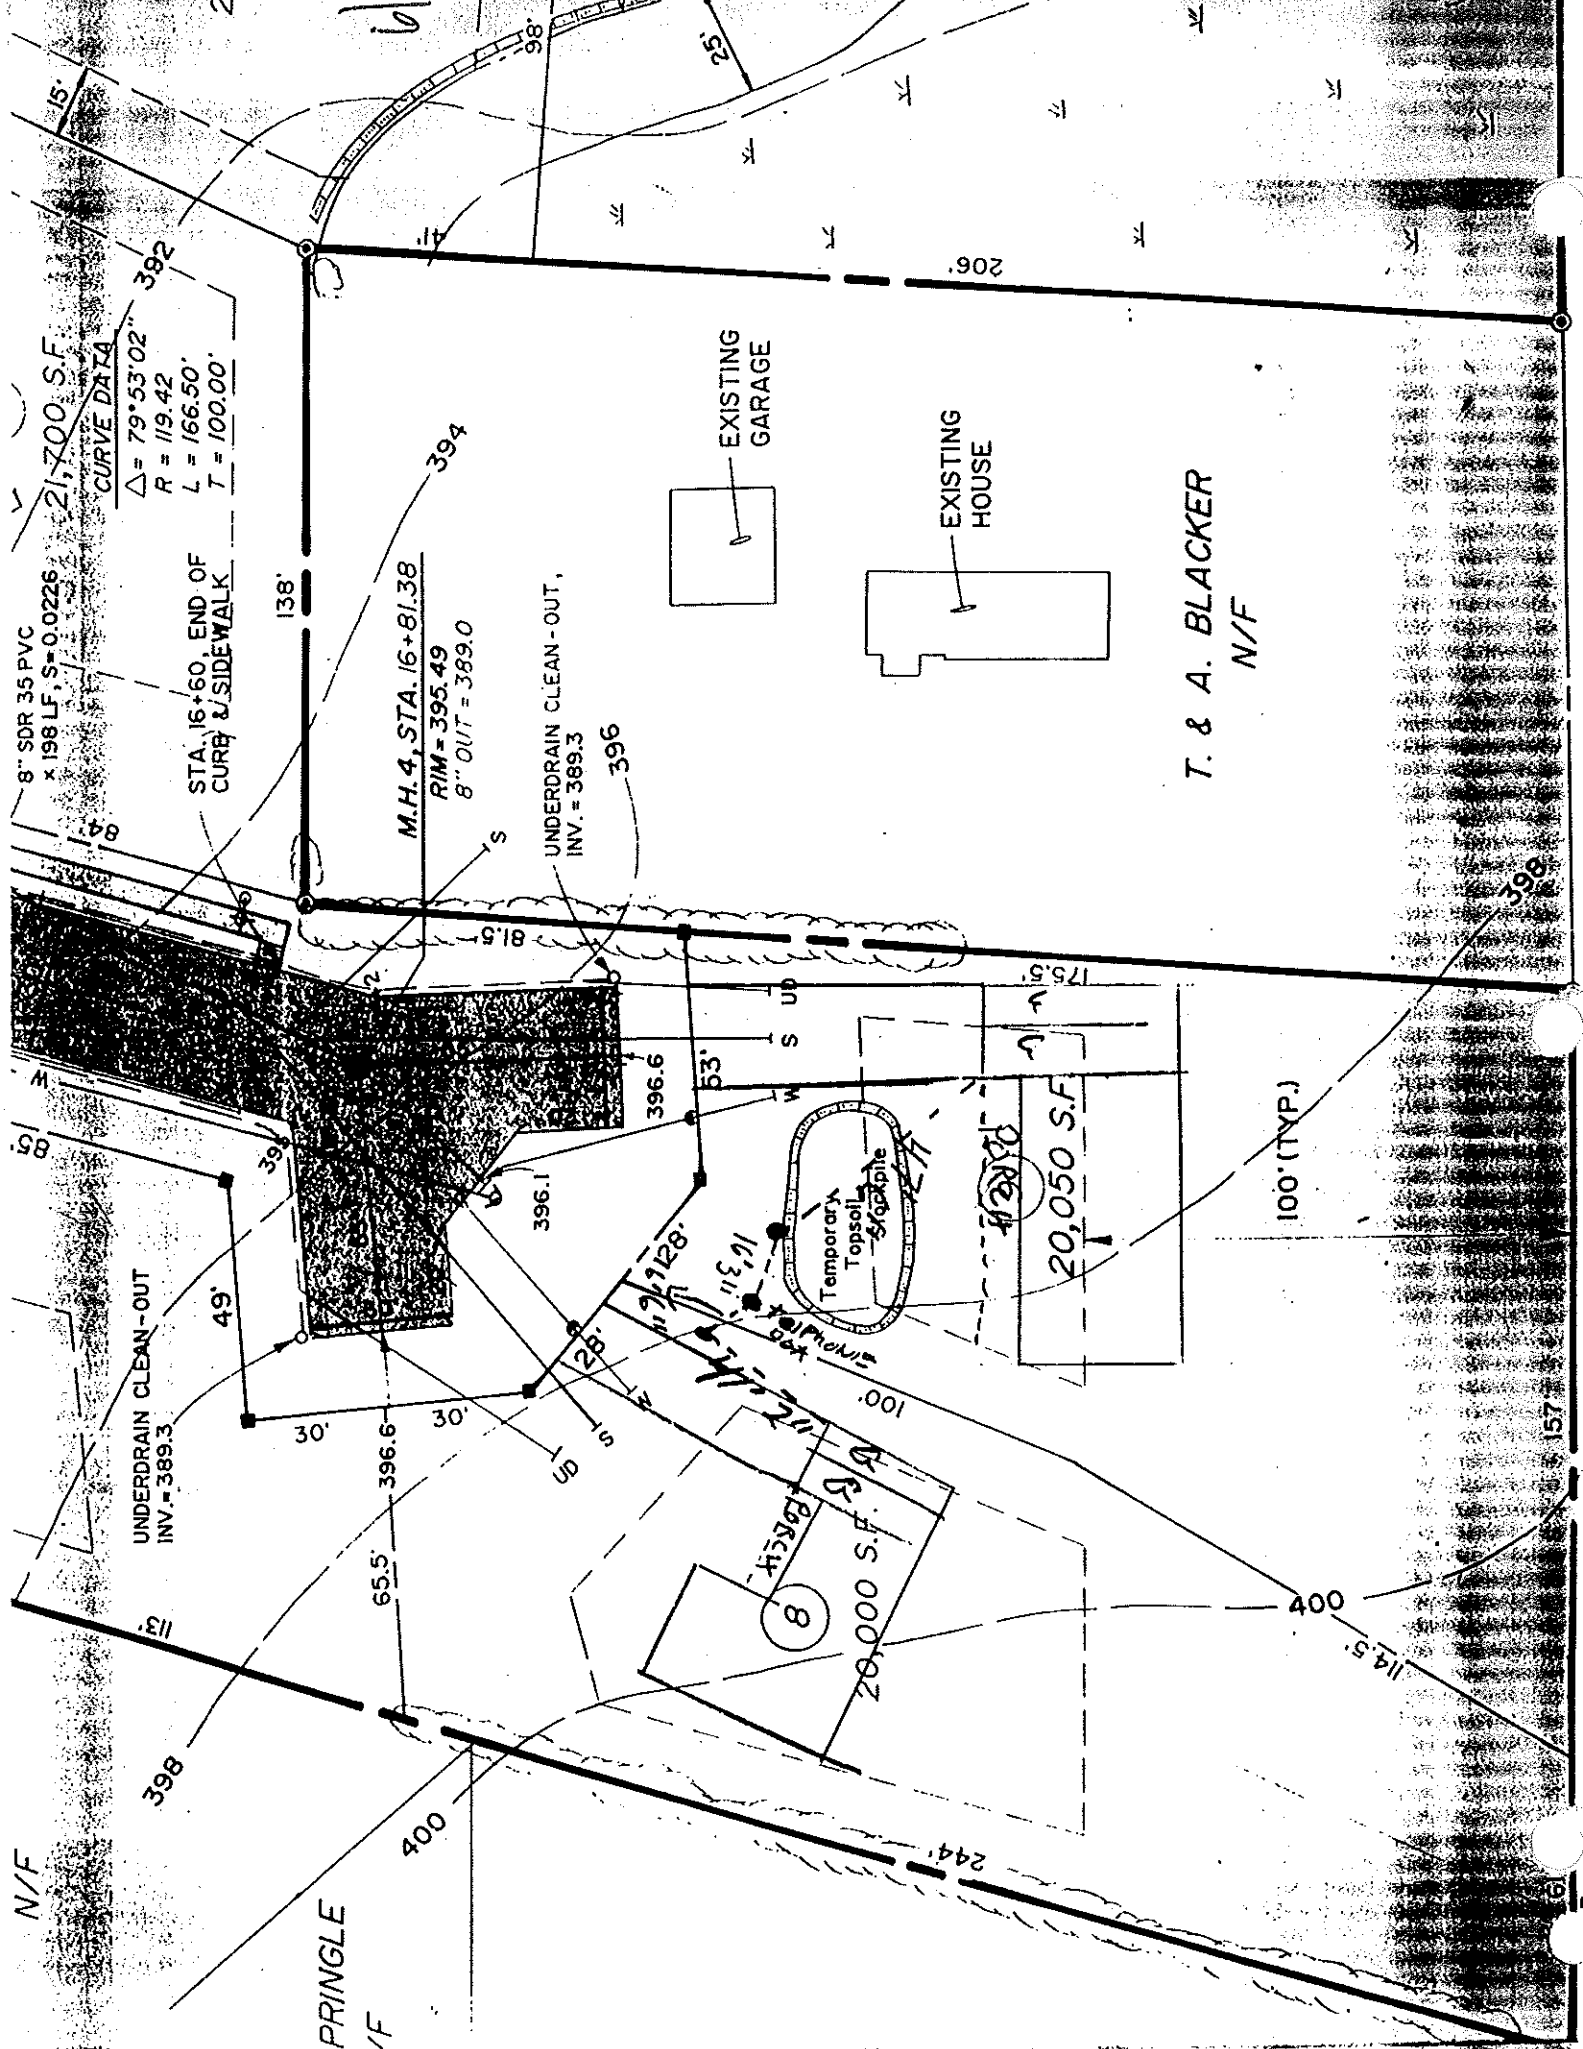 8" SDR 35 PVC
x 198 LF, S=0.0226
21,700 S.F.
CURVE DATA
Δ= 79°53'02"
R = 119.42
L = 166.50'
T = 100.00'
15'
392
98'
25'
STA. 16+60, END OF
CURB & SIDEWALK
138'
41'
206'
394
M.H. 4, STA. 16+81.38
RIM = 395.49
8" OUT = 389.0
UNDERDRAIN CLEAN-OUT,
INV. = 389.3
396
EXISTING
GARAGE
EXISTING
HOUSE
T. & A. BLACKER
N/F
84'
S
81.5'
175.5'
398
UD
S
W
53'
396.6
396.1
W
85'
49'
UNDERDRAIN CLEAN-OUT
INV. = 389.3
30'
30'
396.6
65.5'
UD
S
W
28'
128'
16'3"
Temporary
Topsoil
Stockpile
PORCH
20,050 S.F.
100' (TYP.)
100'
157'
PORCH
8
20,000 S.F.
400
114.5'
113'
398
400
244'
N/F
PRINGLE
/F